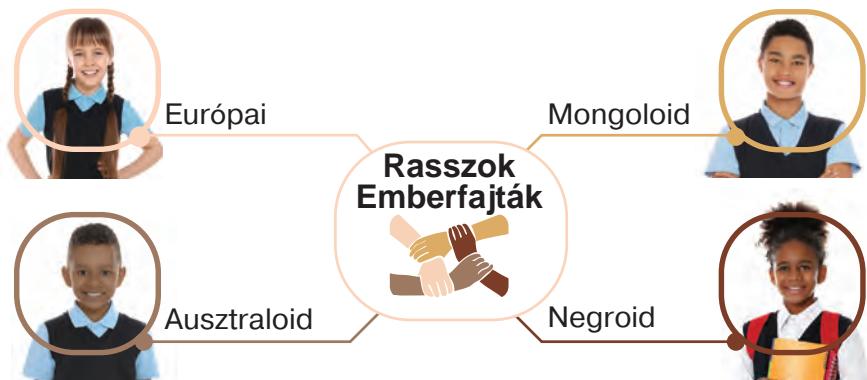 Európai
Mongoloid
Rasszok
Emberfajták
Ausztraloid
Negroid